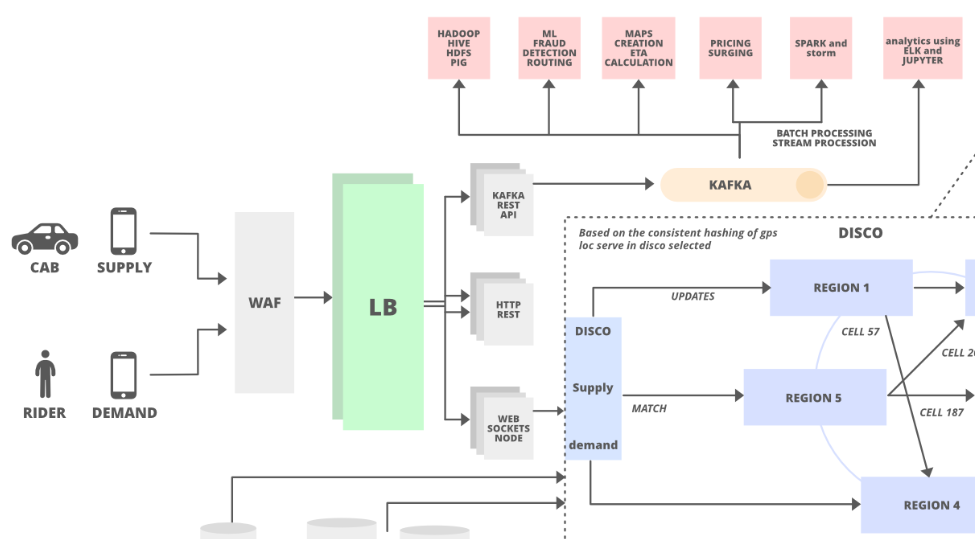 HADOOP
HIVE
HDFS
PIG
ML
FRAUD
DETECTION
ROUTING
MAPS
CREATION
ETA
CALCULATION
PRICING
SURGING
SPARK and
storm
analytics using
ELK and
JUPYTER
BATCH PROCESSING
STREAM PROCESSION
KAFKA
KAFKA
REST
API
CAB
SUPPLY
WAF
LB
HTTP
REST
RIDER
DEMAND
WEB
SOCKETS
NODE
Based on the consistent hashing of gps
loc serve in disco selected
DISCO
UPDATES
REGION 1
DISCO
CELL 57
Supply
MATCH
REGION 5
CELL 187
demand
REGION 4